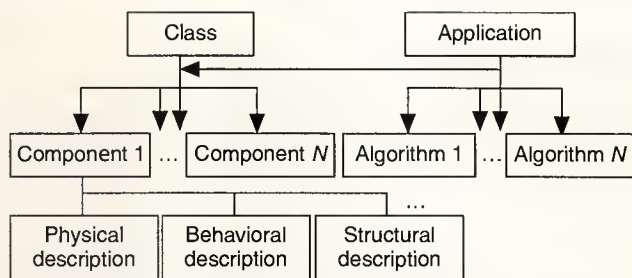 Class
Application
Component 1
...
Component N
Algorithm 1
...
Algorithm N
...
Physical
description
Behavioral
description
Structural
description